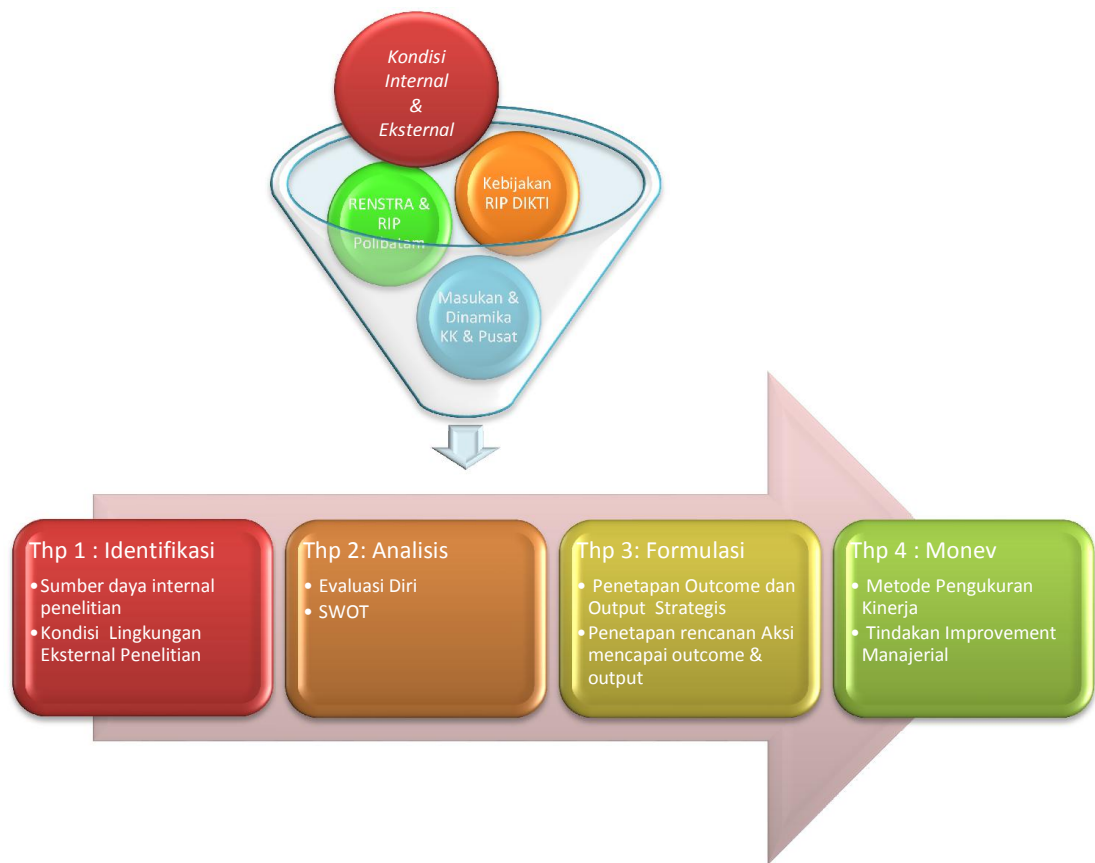 Kondisi
Internal
&
Eksternal
Kebijakan
RIP DIKTI
RENSTRA &
RIP
Polibatam
Masukan &
Dinamika
KK & Pusat
Thp 1 : Identifikasi
•Sumber daya internal
penelitian
•Kondisi Lingkungan
Eksternal Penelitian
Thp 2: Analisis
• Evaluasi Diri
• SWOT
Thp 3: Formulasi
• Penetapan Outcome dan
Output Strategis
• Penetapan rencanan Aksi
mencapai outcome &
output
Thp 4 : Monev
• Metode Pengukuran
Kinerja
• Tindakan Improvement
Manajerial